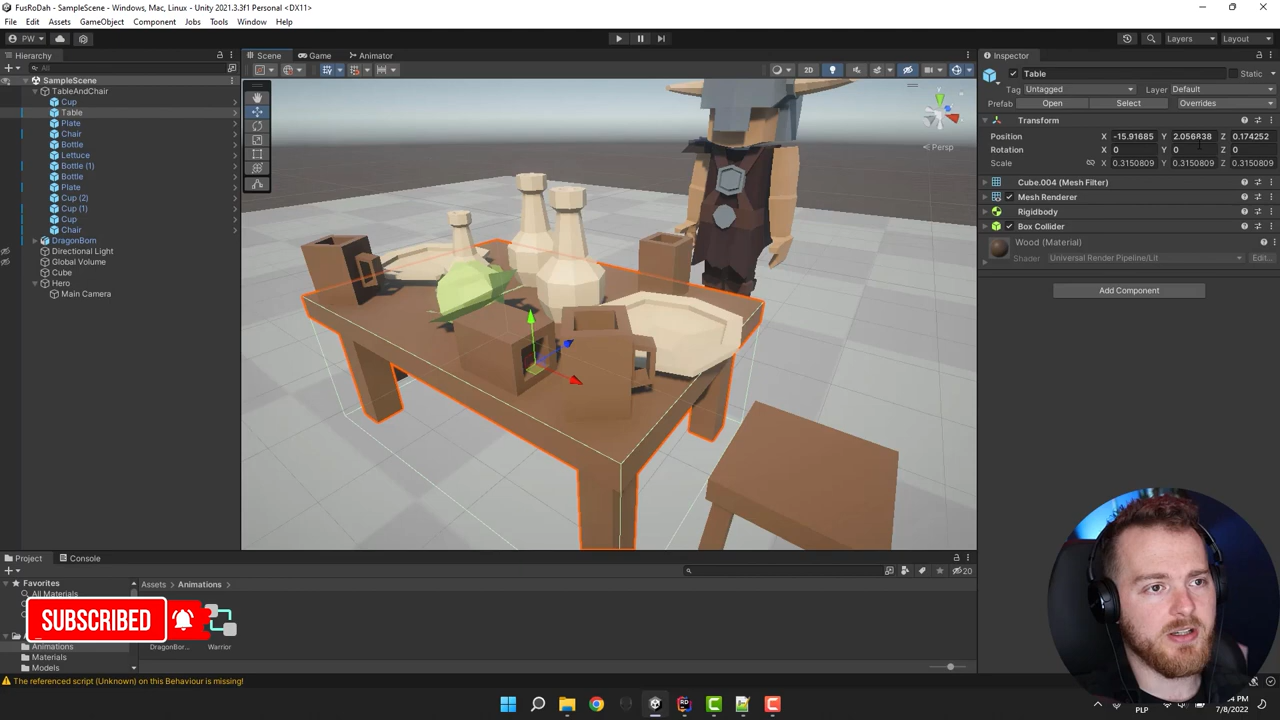 FusRoDah - SampleScene - Windows, Mac, Linux - Unity 2021.3.3f1 Personal <DX11>
File Edit Assets GameObject Component Jobs Tools Window Help
PW Layers Layout
Hierarchy Scene Game Animator Inspector
All 2D Table Static
SampleScene Tag Untagged Layer Default
TableAndChair Prefab Open Select Overrides
Cup
Table Transform
Plate
Chair Position X -15.91685 Y 2.056838 Z 0.174252
Bottle Rotation X 0 Y 0 Z 0
Lettuce Scale X 0.3150809 Y 0.3150809 Z 0.3150809
Persp
Bottle (1)
Bottle Cube.004 (Mesh Filter)
Plate Mesh Renderer
Cup (2) Rigidbody
Cup (1) Box Collider
Cup Wood (Material)
Chair Shader Universal Render Pipeline/Lit Edit...
DragonBorn
Directional Light
Global Volume
Cube
Hero Add Component
Main Camera
Project Console
20
Favorites Assets Animations
All Materials
SUBSCRIBED
Animations DragonBor... Warrior
Materials
Models
The referenced script (Unknown) on this Behaviour is missing!
PLP
4 PM
7/8/2022